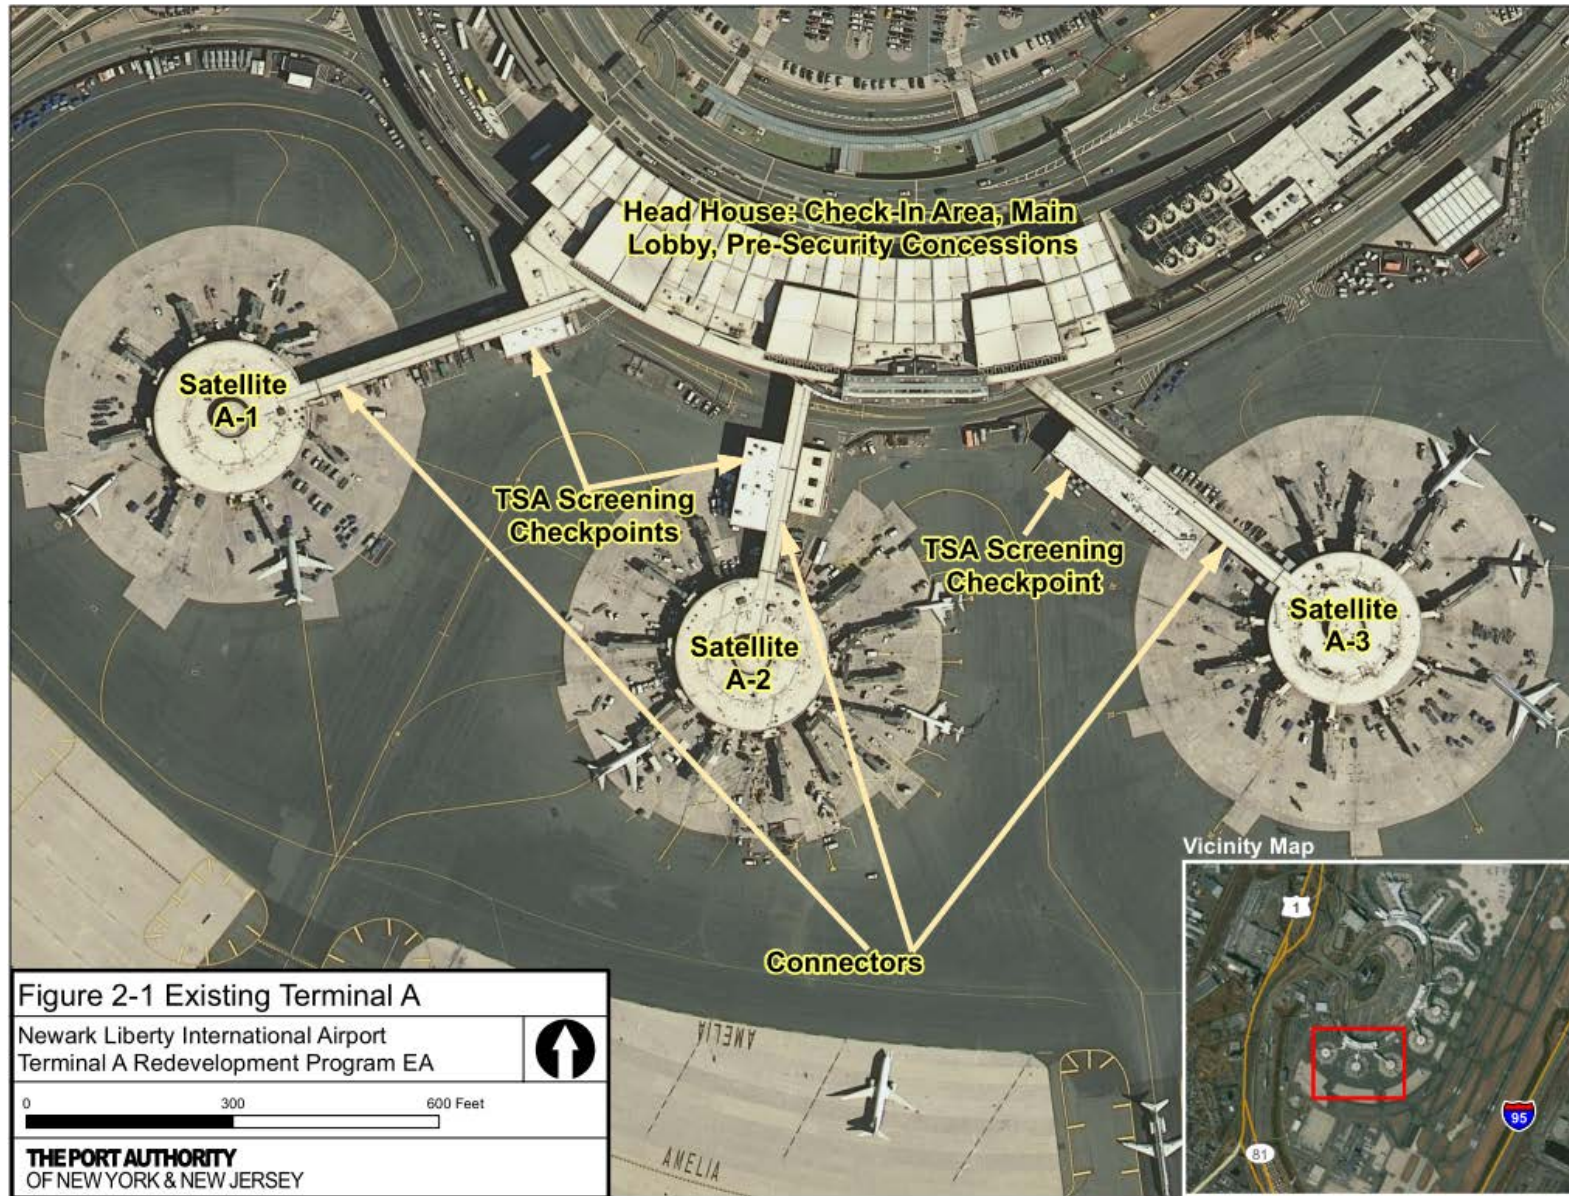 Head House: Check-In Area, Main
Lobby, Pre-Security Concessions
Satellite
A-1
TSA Screening
Checkpoints
TSA Screening
Checkpoint
Satellite
A-2
Satellite
A-3
Connectors
Vicinity Map
1
95
81
AMELIA
AMELIA
Figure 2-1 Existing Terminal A
Newark Liberty International Airport
Terminal A Redevelopment Program EA
0 300 600 Feet
THE PORT AUTHORITY
OF NEW YORK & NEW JERSEY